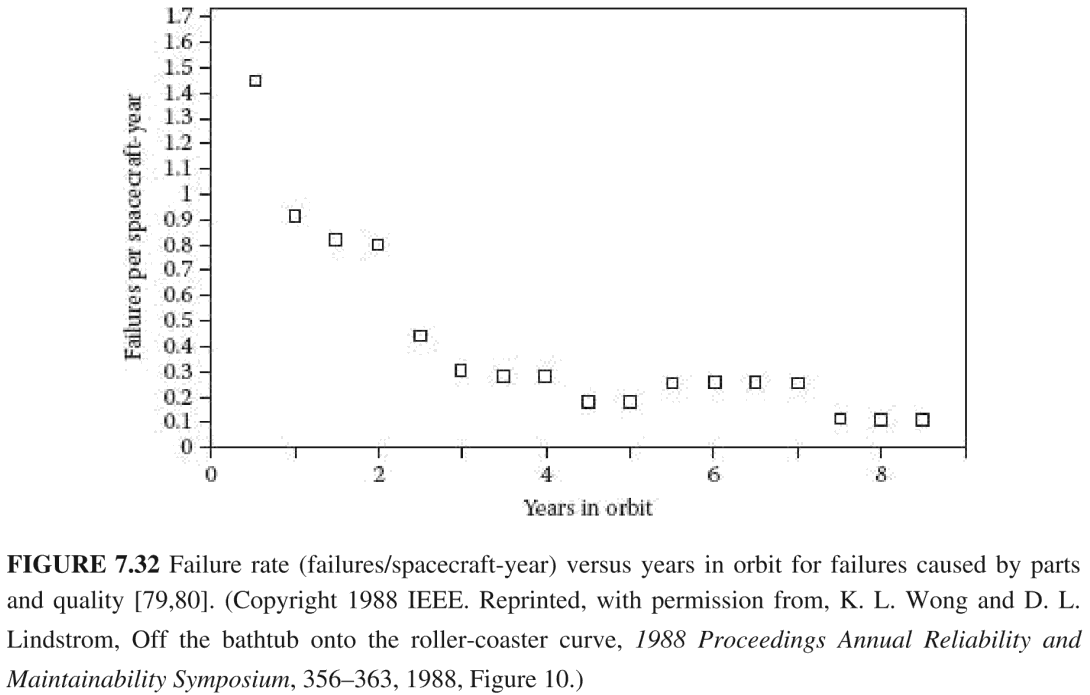 1.7
1.6
1.5
1.4
1.3
1.2
1.1
1
0.9
0.8
0.7
0.6
0.5
0.4
0.3
0.2
0.1
0
Failures per spacecraft-year
0 2 4 6 8
Years in orbit
FIGURE 7.32 Failure rate (failures/spacecraft-year) versus years in orbit for failures caused by parts
and quality [79,80]. (Copyright 1988 IEEE. Reprinted, with permission from, K. L. Wong and D. L.
Lindstrom, Off the bathtub onto the roller-coaster curve, 1988 Proceedings Annual Reliability and
Maintainability Symposium, 356–363, 1988, Figure 10.)